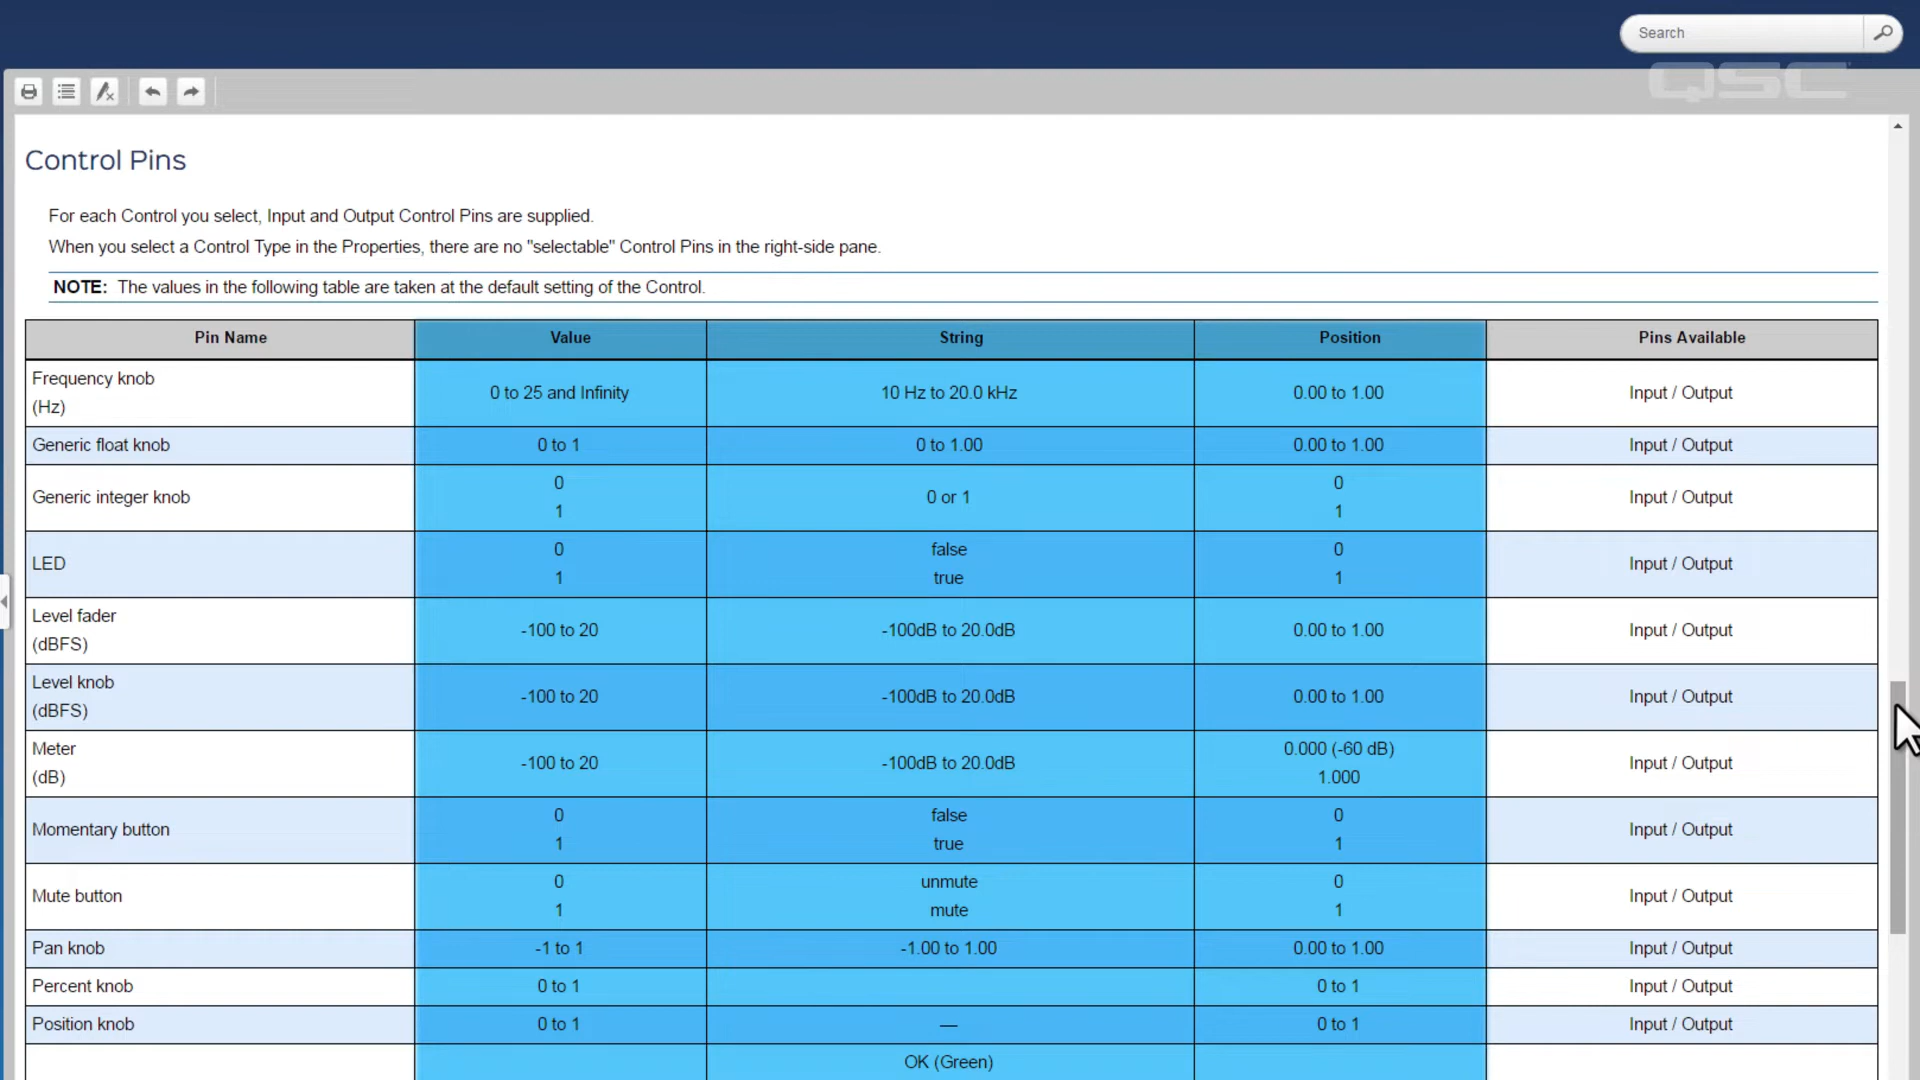 Search
QSC
Control Pins
For each Control you select, Input and Output Control Pins are supplied.
When you select a Control Type in the Properties, there are no "selectable" Control Pins in the right-side pane.
NOTE: The values in the following table are taken at the default setting of the Control.
Pin Name Value String Position Pins Available
Frequency knob
(Hz)
0 to 25 and Infinity 10 Hz to 20.0 kHz 0.00 to 1.00 Input / Output
Generic float knob 0 to 1 0 to 1.00 0.00 to 1.00 Input / Output
Generic integer knob
0
1
0 or 1
0
1
Input / Output
LED
0
1
false
true
0
1
Input / Output
Level fader
(dBFS)
-100 to 20 -100dB to 20.0dB 0.00 to 1.00 Input / Output
Level knob
(dBFS)
-100 to 20 -100dB to 20.0dB 0.00 to 1.00 Input / Output
Meter
(dB)
-100 to 20 -100dB to 20.0dB
0.000 (-60 dB)
1.000
Input / Output
Momentary button
0
1
false
true
0
1
Input / Output
Mute button
0
1
unmute
mute
0
1
Input / Output
Pan knob -1 to 1 -1.00 to 1.00 0.00 to 1.00 Input / Output
Percent knob 0 to 1 0 to 1 Input / Output
Position knob 0 to 1 — 0 to 1 Input / Output
OK (Green)